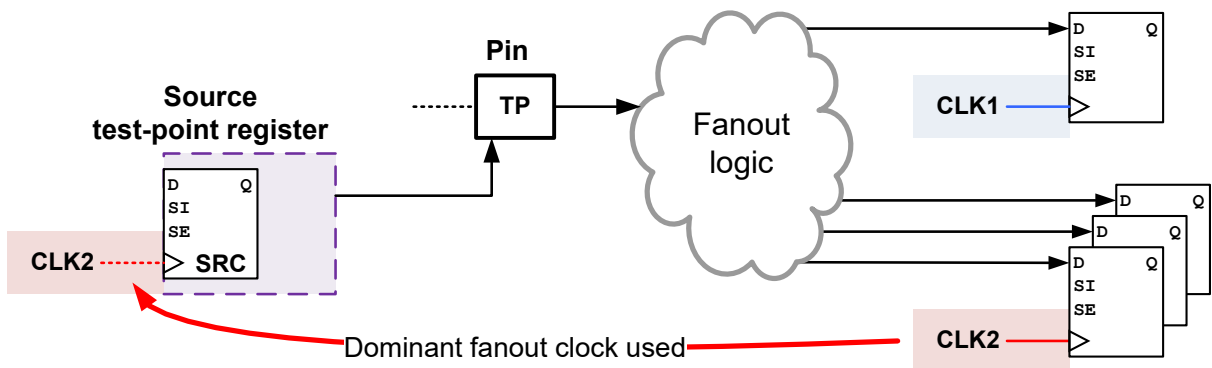 Pin
TP
Source
test-point register
D Q
SI
SE
SRC
CLK2
Fanout
logic
D Q
SI
SE
CLK1
D Q
D Q
D Q
SI
SE
CLK2
Dominant fanout clock used